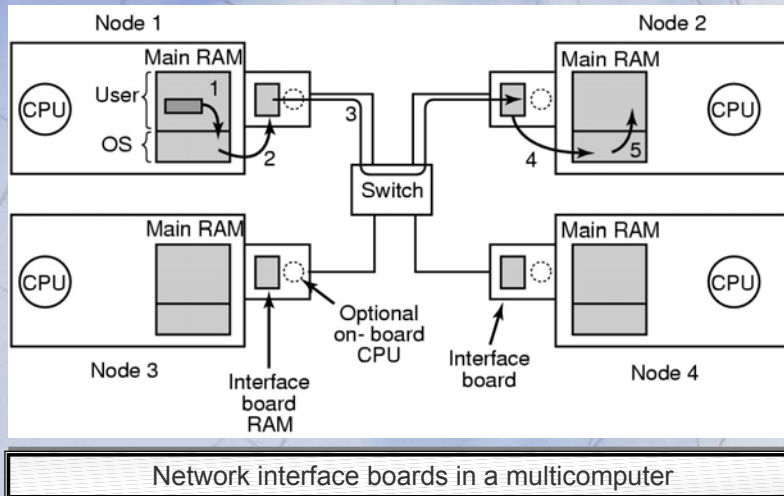 Node 1
Node 2
Main RAM
Main RAM
User
1
CPU
3
CPU
OS
2
4
5
Switch
Main RAM
Main RAM
CPU
CPU
Optional
on- board
CPU
Node 3
Interface
board
RAM
Interface
board
Node 4
Network interface boards in a multicomputer